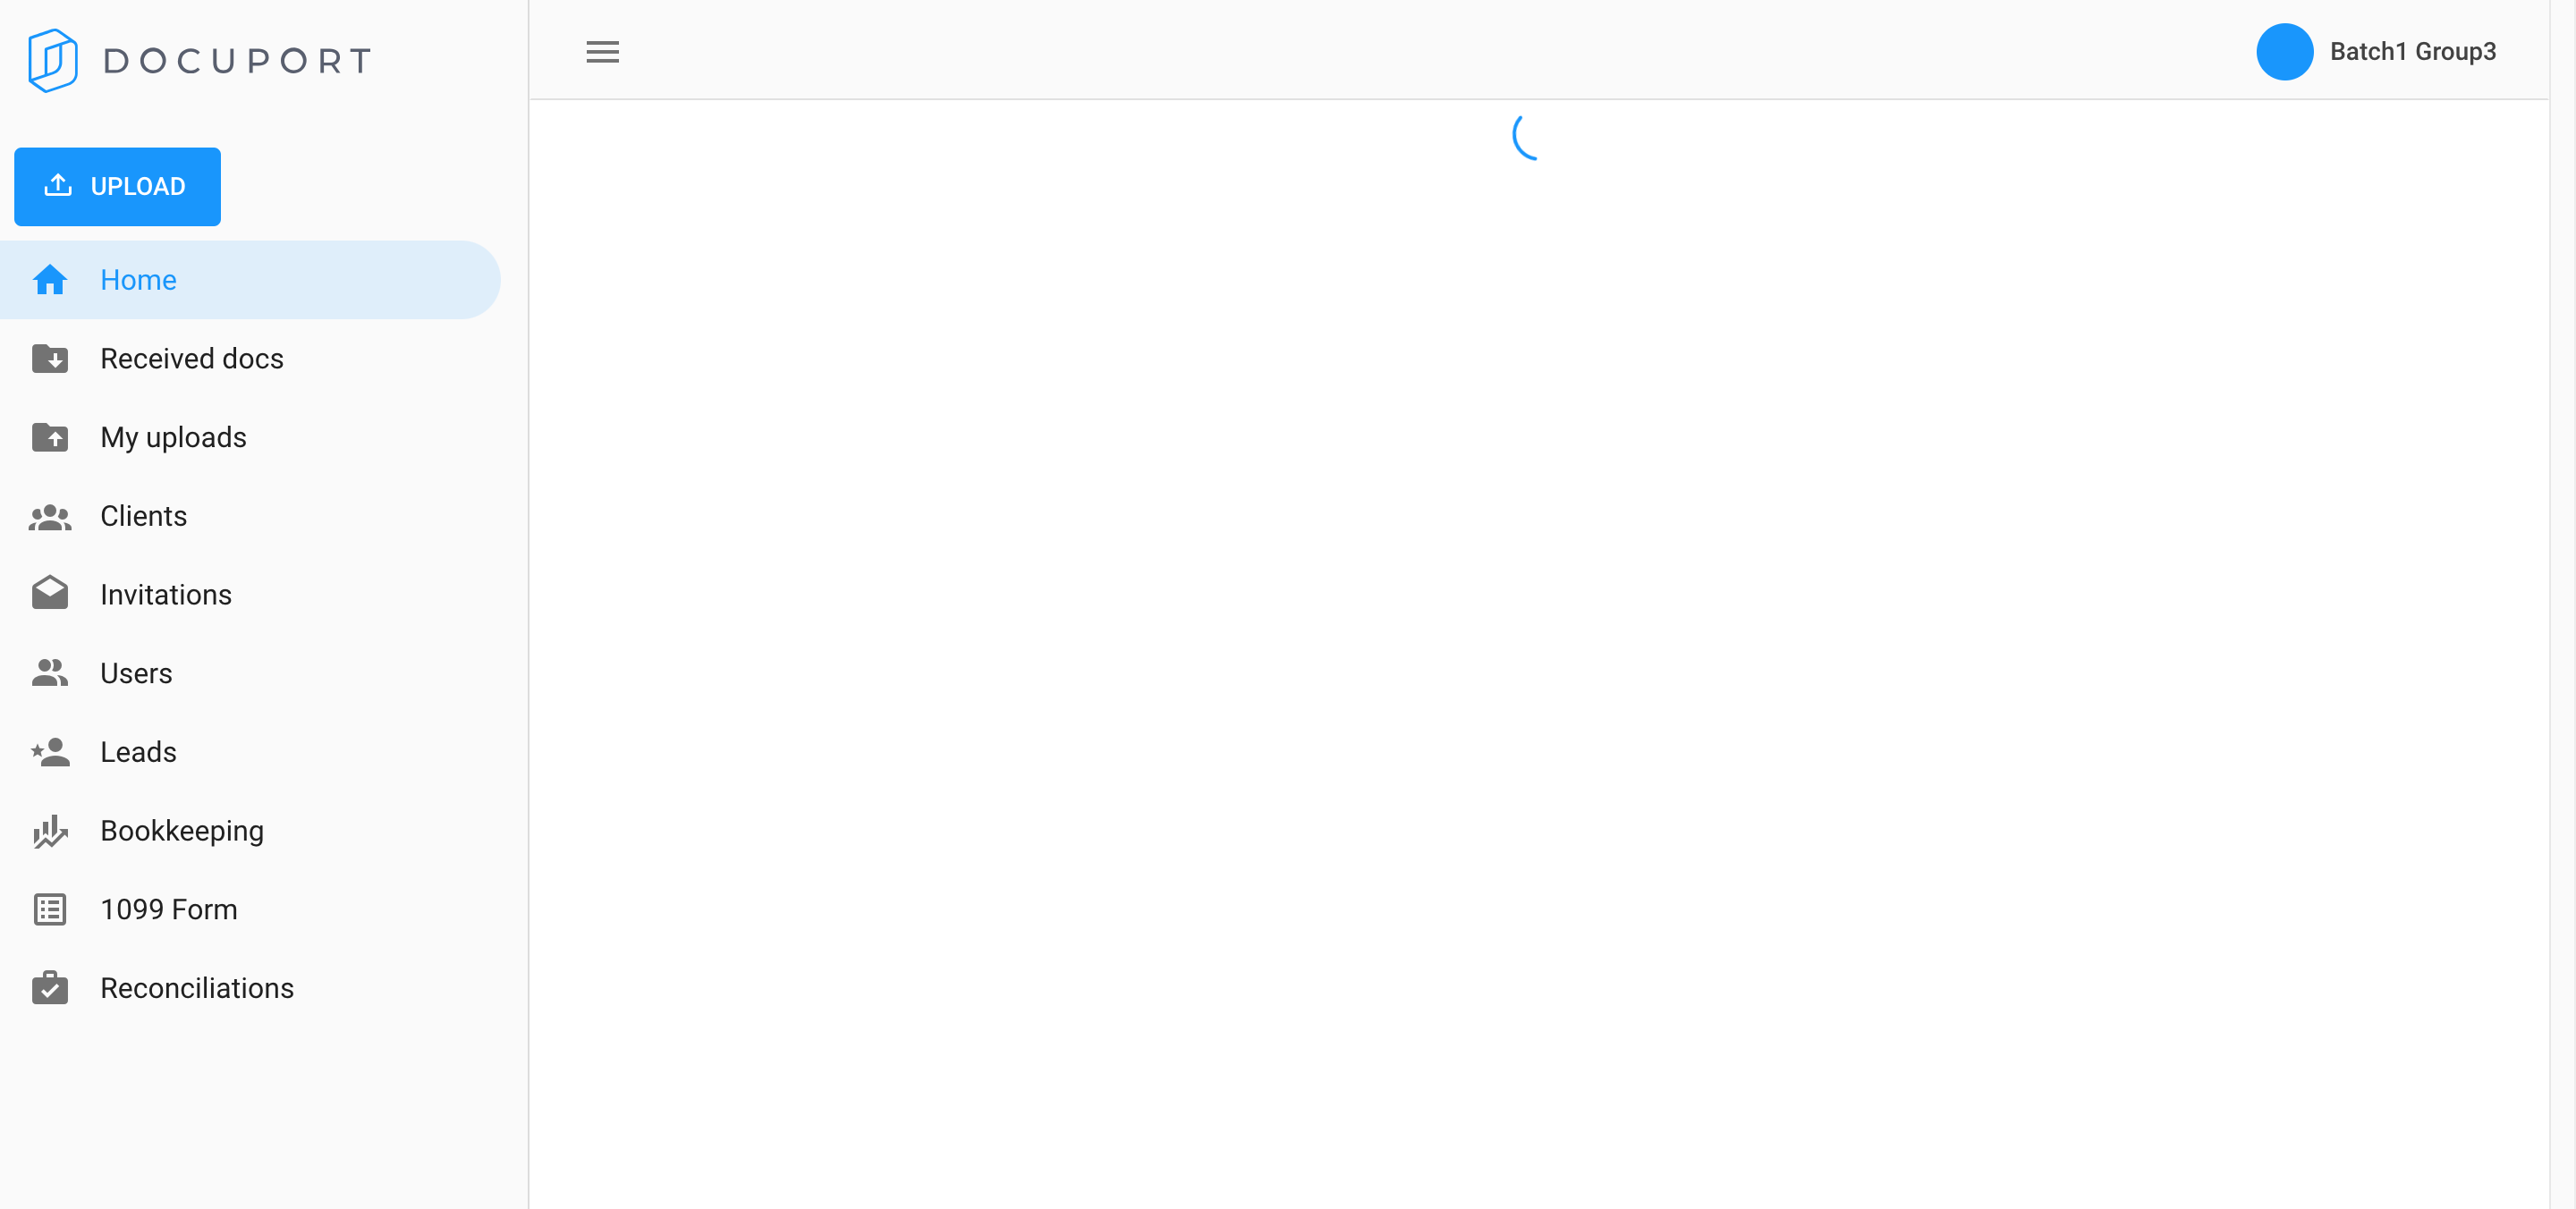 DOCUPORT
Batch1 Group3
UPLOAD
Home
Received docs
My uploads
Clients
Invitations
Users
Leads
Bookkeeping
1099 Form
Reconciliations